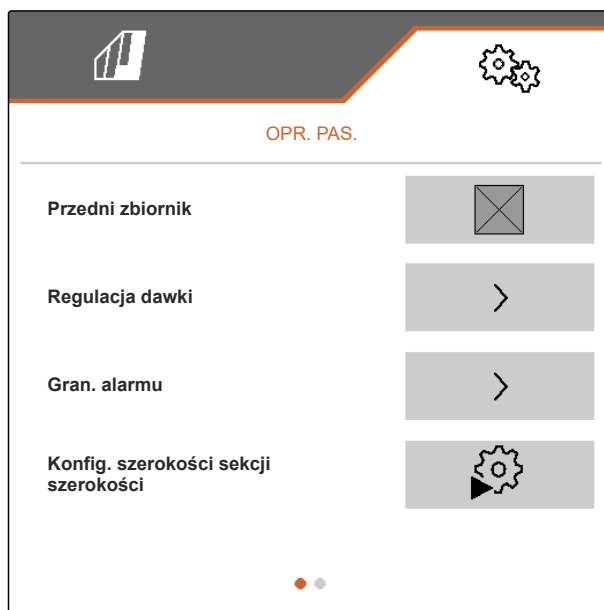 OPR. PAS.
Przedni zbiornik
Regulacja dawki
Gran. alarmu
Konfig. szerokości sekcji
szerokości